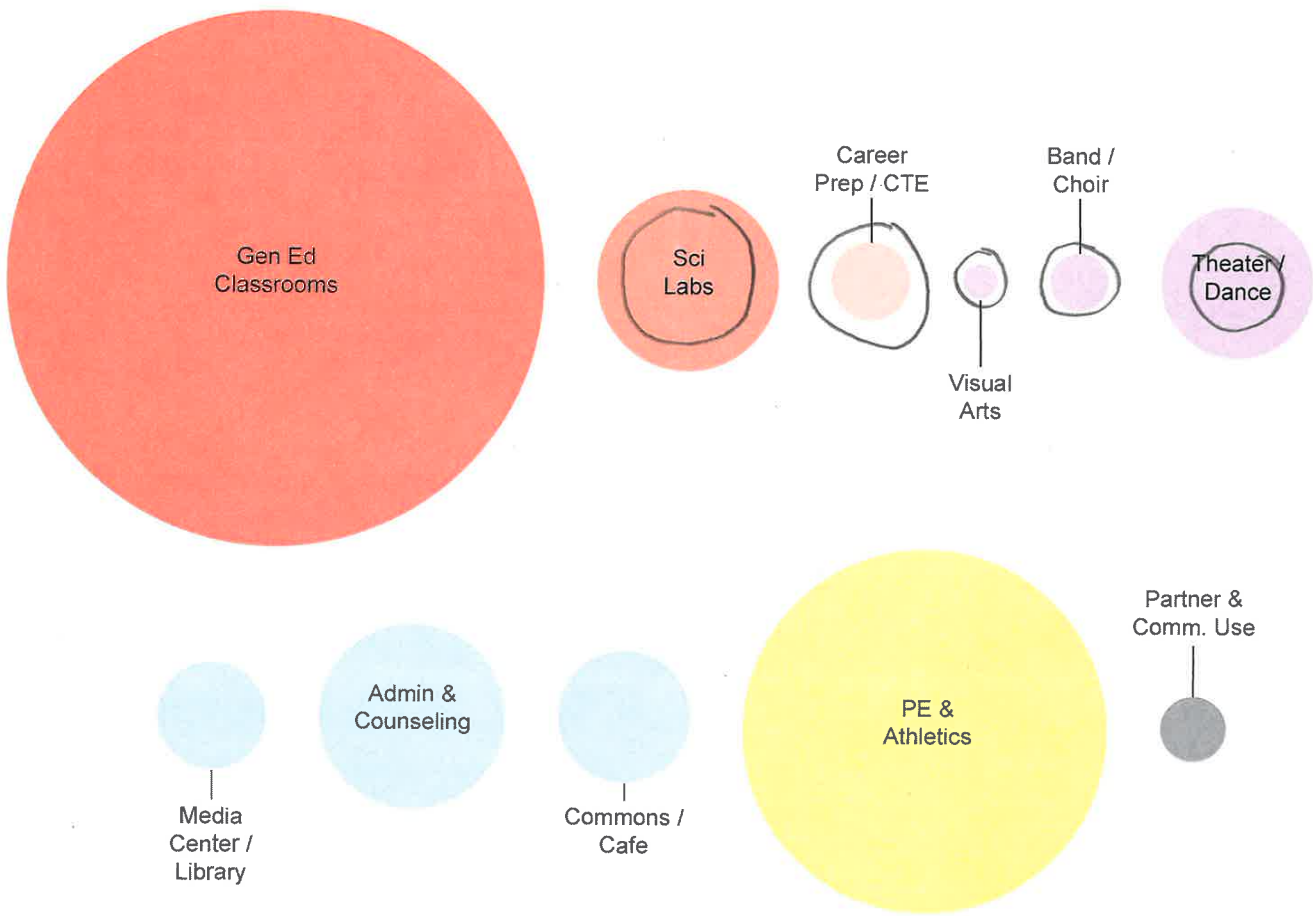 Gen Ed
Classrooms
Sci
Labs
Career
Prep / CTE
Visual
Arts
Band /
Choir
Theater /
Dance
Media
Center /
Library
Admin &
Counseling
Commons /
Cafe
PE &
Athletics
Partner &
Comm. Use